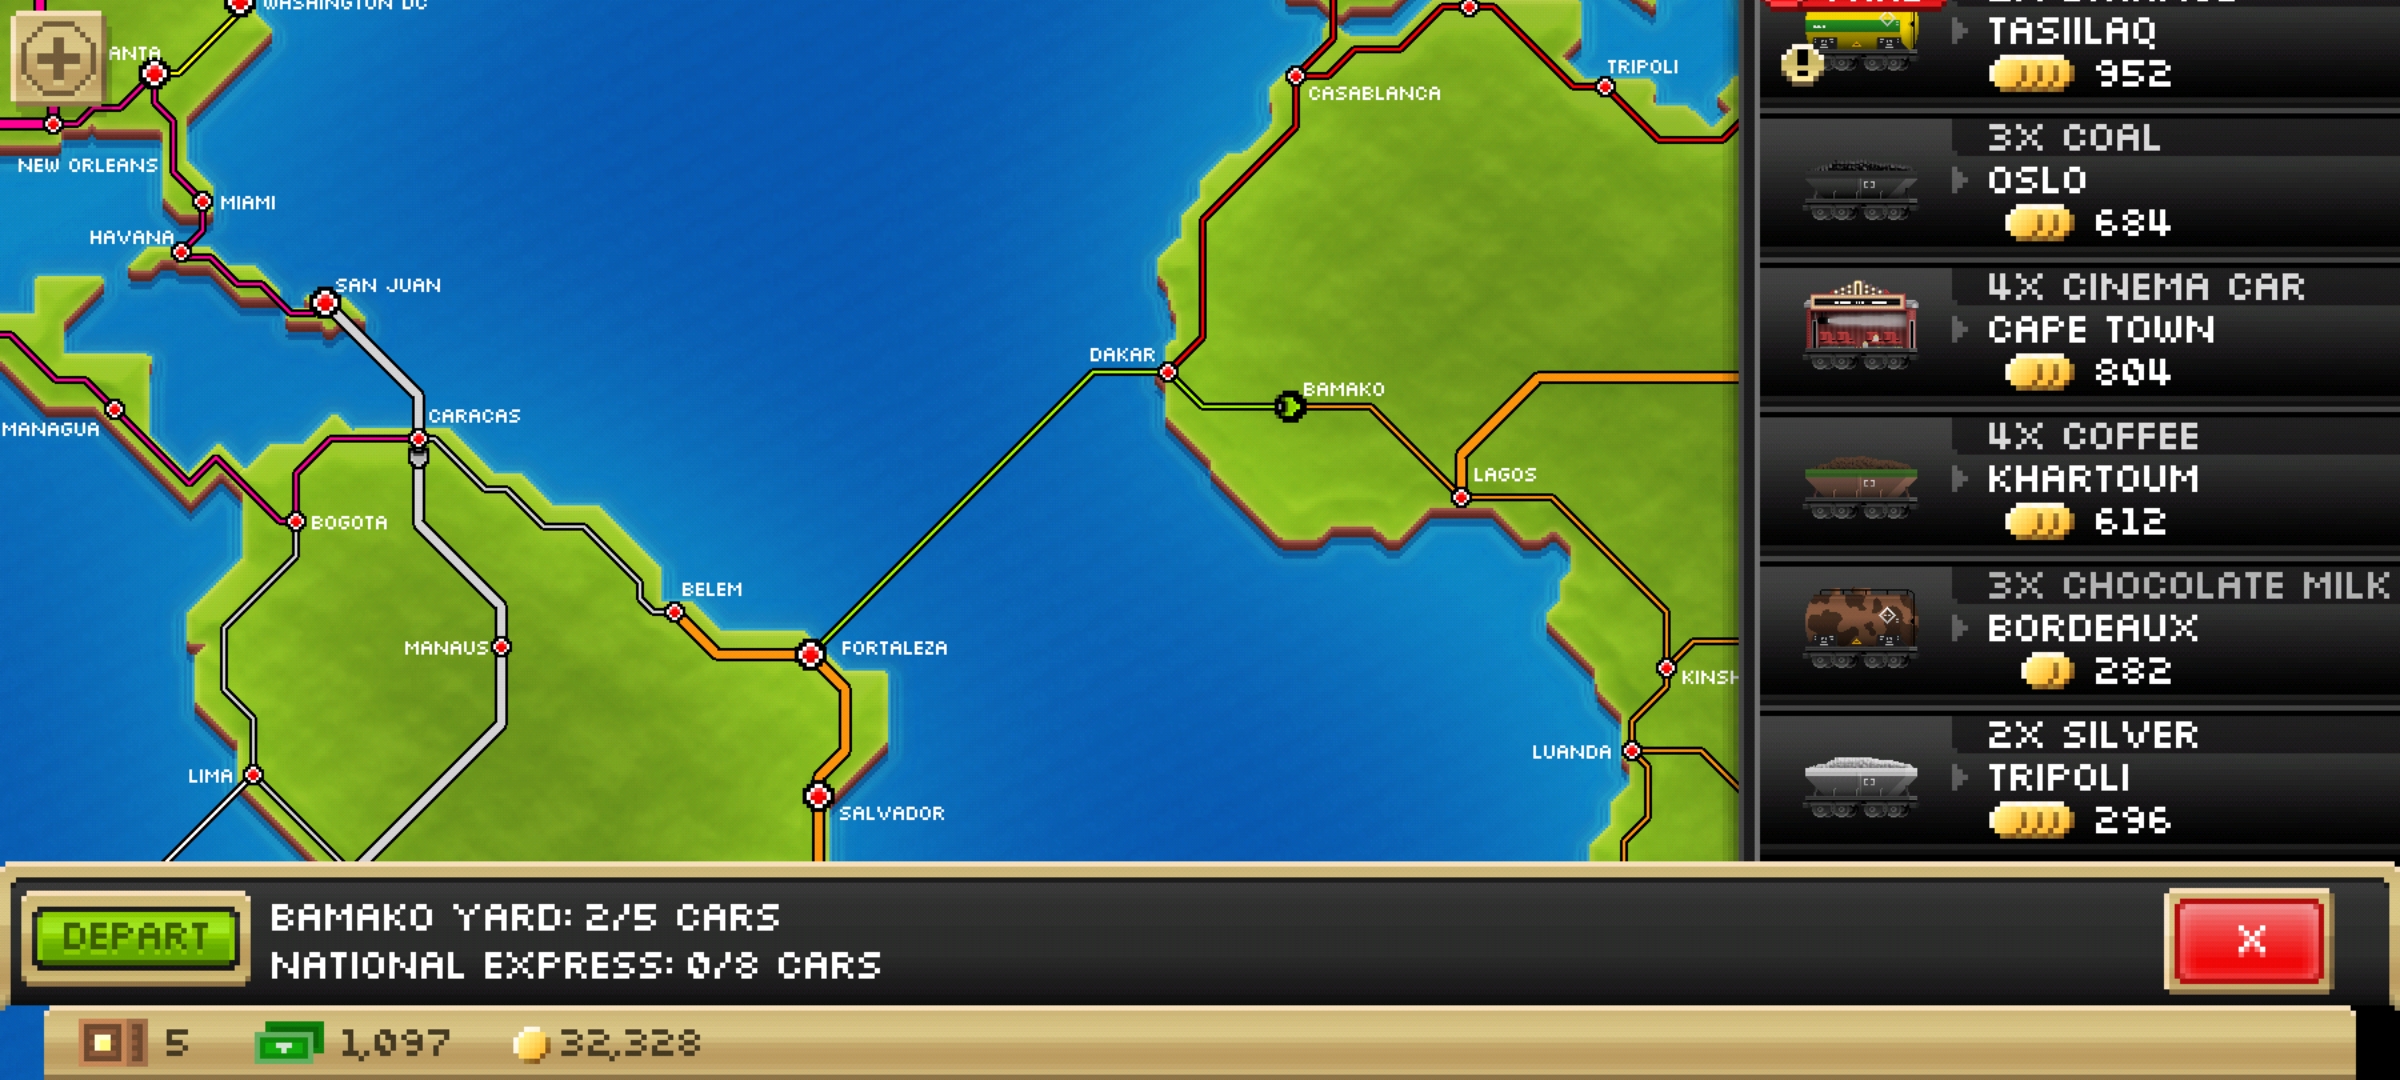 WASHINGTON DC
ANTA
NEW ORLEANS
MIAMI
HAVANA
SAN JUAN
MANAGUA
CARACAS
BOGOTA
BELEM
MANAUS
FORTALEZA
LIMA
SALVADOR
CASABLANCA
TRIPOLI
DAKAR
BAMAKO
LAGOS
KINSH
LUANDA
TASIILAQ
952
3X COAL
OSLO
684
4X CINEMA CAR
CAPE TOWN
804
4X COFFEE
KHARTOUM
612
3X CHOCOLATE MILK
BORDEAUX
282
2X SILVER
TRIPOLI
296
DEPART
BAMAKO YARD: 2/5 CARS
NATIONAL EXPRESS: 0/8 CARS
X
5
1,097
32,328